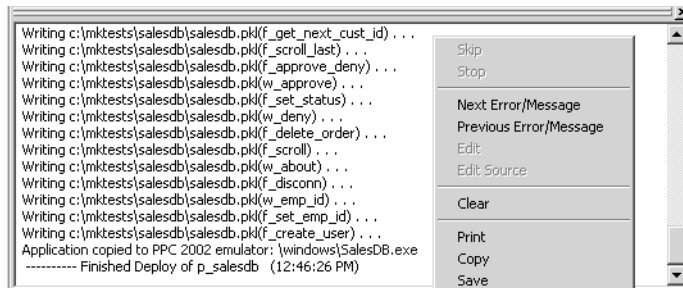 Writing c:\mktests\salesdb\salesdb.pkl(f_get_next_cust_id) . . .
Writing c:\mktests\salesdb\salesdb.pkl(f_scroll_last) . . .
Writing c:\mktests\salesdb\salesdb.pkl(f_approve_deny) . . .
Writing c:\mktests\salesdb\salesdb.pkl(w_approve) . . .
Writing c:\mktests\salesdb\salesdb.pkl(f_set_status) . . .
Writing c:\mktests\salesdb\salesdb.pkl(w_deny) . . .
Writing c:\mktests\salesdb\salesdb.pkl(f_delete_order) . . .
Writing c:\mktests\salesdb\salesdb.pkl(f_scroll) . . .
Writing c:\mktests\salesdb\salesdb.pkl(w_about) . . .
Writing c:\mktests\salesdb\salesdb.pkl(f_disconn) . . .
Writing c:\mktests\salesdb\salesdb.pkl(w_emp_id) . . .
Writing c:\mktests\salesdb\salesdb.pkl(f_set_emp_id) . . .
Writing c:\mktests\salesdb\salesdb.pkl(f_create_user) . . .
Application copied to PPC 2002 emulator: \windows\SalesDB.exe
---------- Finished Deploy of p_salesdb (12:46:26 PM)
Skip
Stop
Next Error/Message
Previous Error/Message
Edit
Edit Source
Clear
Print
Copy
Save